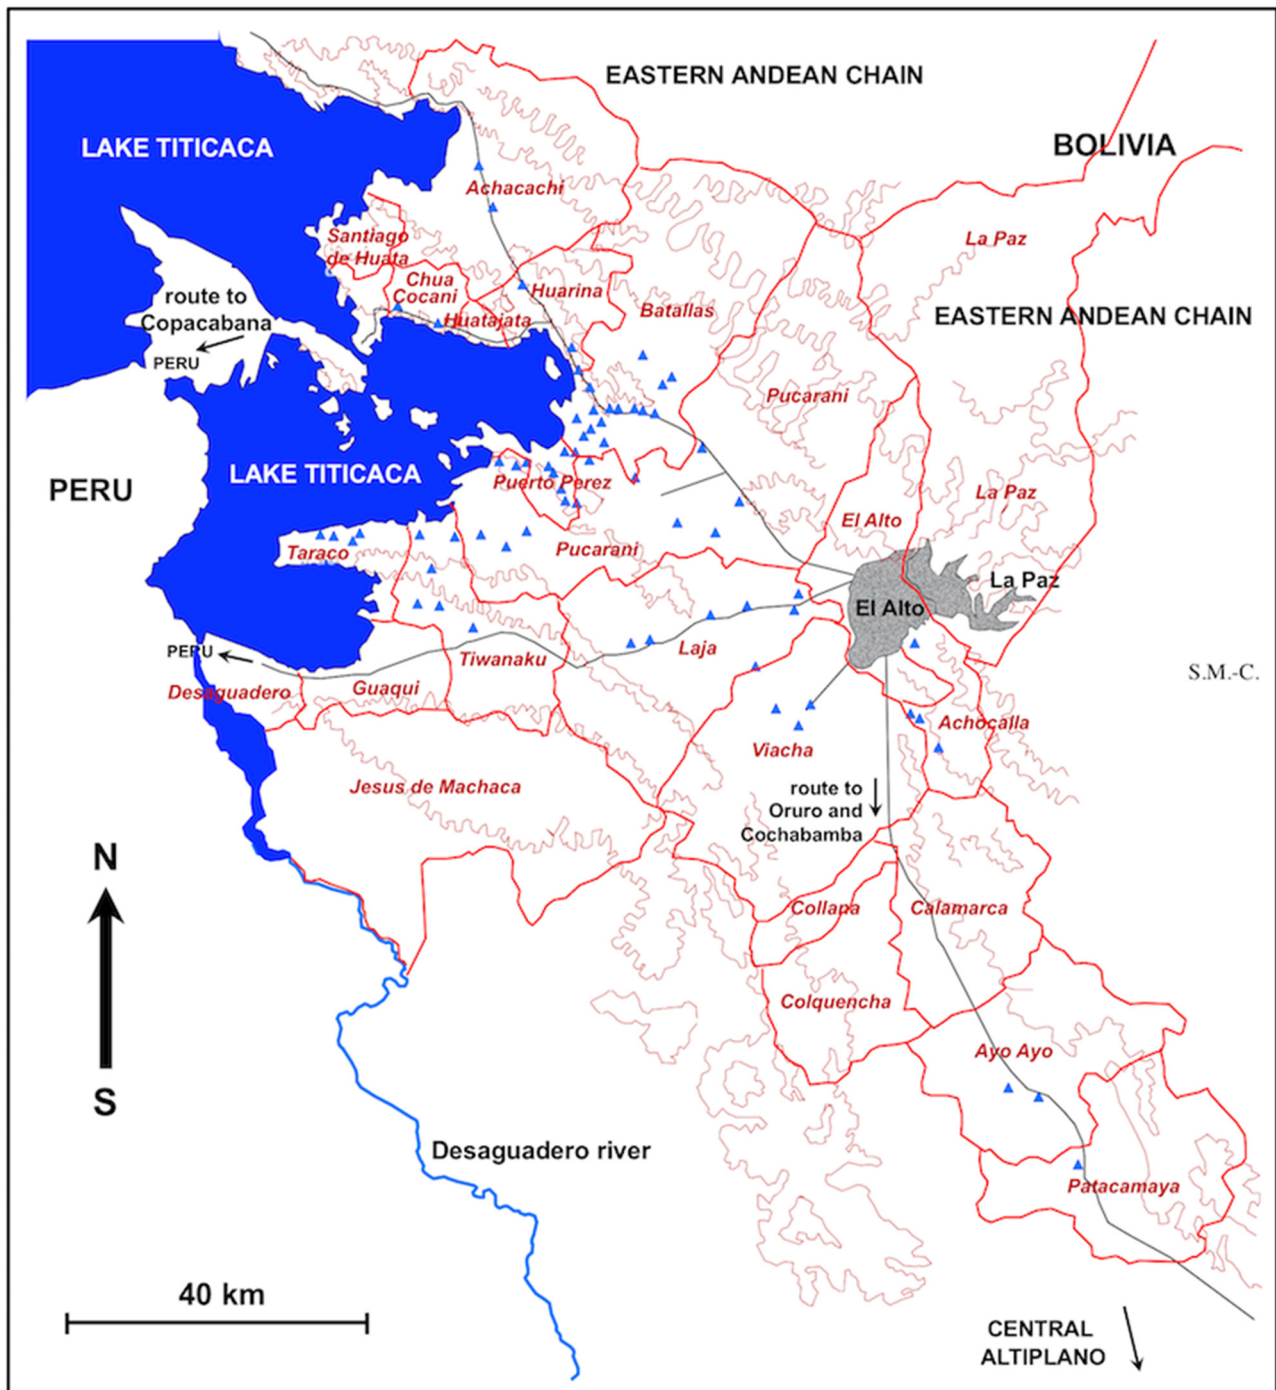 EASTERN ANDEAN CHAIN
BOLIVIA
LAKE TITICACA
Achacachi
Santiago
de Huata
La Paz
Chua
Cocani
Huarina
route to
Copacabana
PERU
Huatajata
Batallas
EASTERN ANDEAN CHAIN
Pucarani
LAKE TITICACA
PERU
Puerto Perez
La Paz
El Alto
Taraco
Pucarani
La Paz
El Alto
PERU
Tiwanaku
Laja
S.M.-C.
Desaguadero
Guaqui
Achocalla
Viacha
Jesus de Machaca
route to
Oruro and
Cochabamba
N
Collapa
Calamarca
Colquencha
Ayo Ayo
S
Desaguadero river
Patacamaya
40 km
CENTRAL
ALTIPLANO